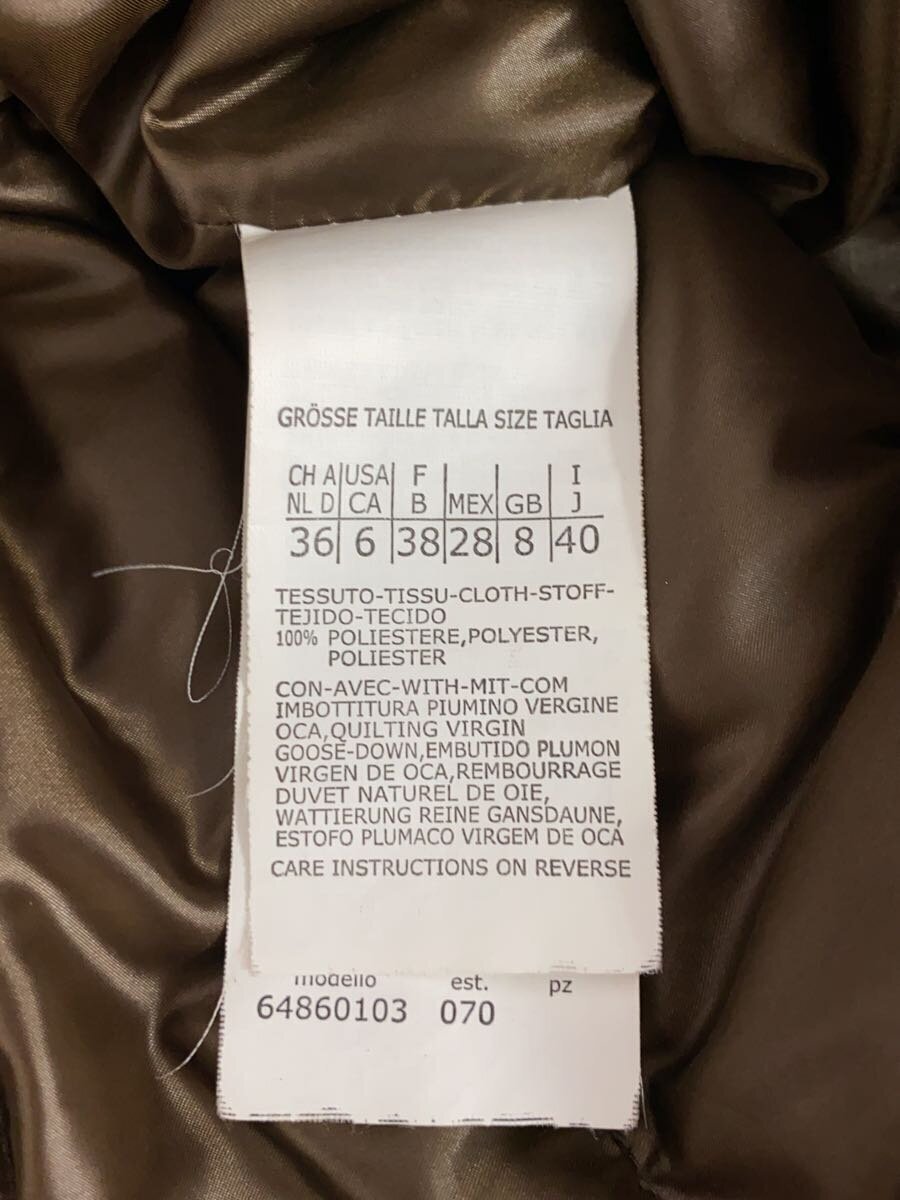 GRÖSSE TAILLE TALLA SIZE TAGLIA
CH A USA F I
NL D CA B MEX GB J
36 6 38 28 8 40
TESSUTO-TISSU-CLOTH-STOFF-
TEJIDO-TECIDO
100% POLIESTERE,POLYESTER,
POLIESTER
CON-AVEC-WITH-MIT-COM
IMBOTTITURA PIUMINO VERGINE
OCA,QUILTING VIRGIN
GOOSE-DOWN,EMBUTIDO PLUMON
VIRGEN DE OCA,REMBOURRAGE
DUVET NATUREL DE OIE,
WATTIERUNG REINE GANSDAUNE,
ESTOFO PLUMACO VIRGEM DE OCA
CARE INSTRUCTIONS ON REVERSE
modello est. pz
64860103 070